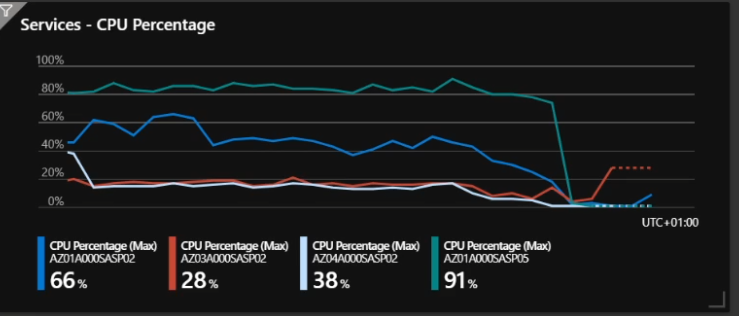 Services - CPU Percentage
100%
80%
60%
40%
20%
0%
UTC+01:00
CPU Percentage (Max)
AZ01A000SASP02
66%
CPU Percentage (Max)
AZ03A000SASP02
28%
CPU Percentage (Max)
AZ04A000SASP02
38%
CPU Percentage (Max)
AZ01A000SASP05
91%